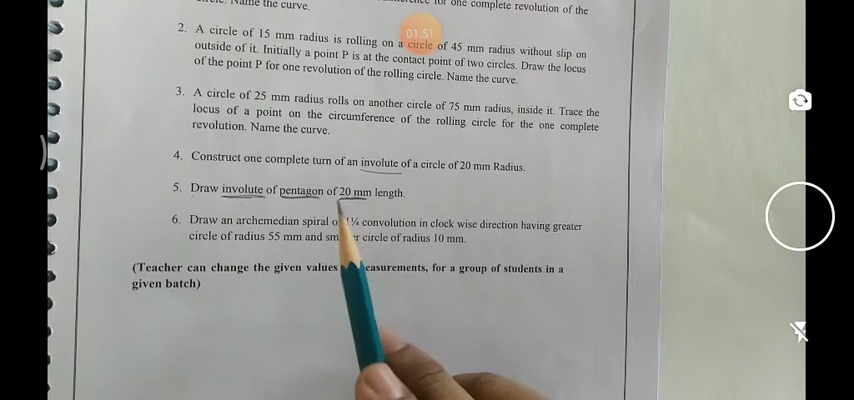 Name the curve.
for one complete revolution of the
01:51
2. A circle of 15 mm radius is rolling on a circle of 45 mm radius without slip on
outside of it. Initially a point P is at the contact point of two circles. Draw the locus
of the point P for one revolution of the rolling circle. Name the curve.
3. A circle of 25 mm radius rolls on another circle of 75 mm radius, inside it. Trace the
locus of a point on the circumference of the rolling circle for the one complete
revolution. Name the curve.
4. Construct one complete turn of an involute of a circle of 20 mm Radius.
5. Draw involute of pentagon of 20 mm length.
6. Draw an archemedian spiral 1¼ convolution in clock wise direction having greater
circle of radius 55 mm and circle of radius 10 mm.
(Teacher can change the given values for a group of students in a
given batch)